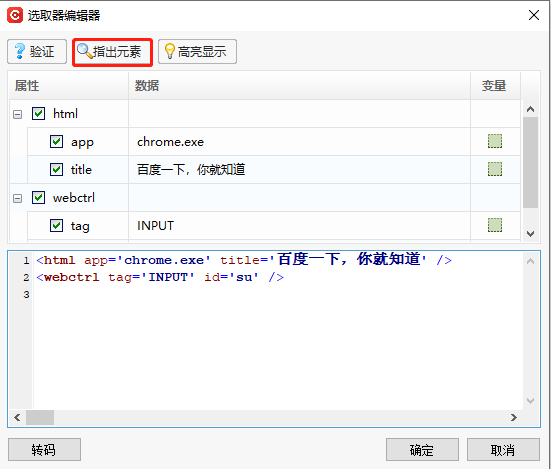 选取器编辑器
验证 指出元素 高亮显示
属性 数据 变量
html
app chrome.exe
title 百度一下，你就知道
webctrl
tag INPUT
1 <html app='chrome.exe' title='百度一下，你就知道' />
2 <webctrl tag='INPUT' id='su' />
3
转码 确定 取消